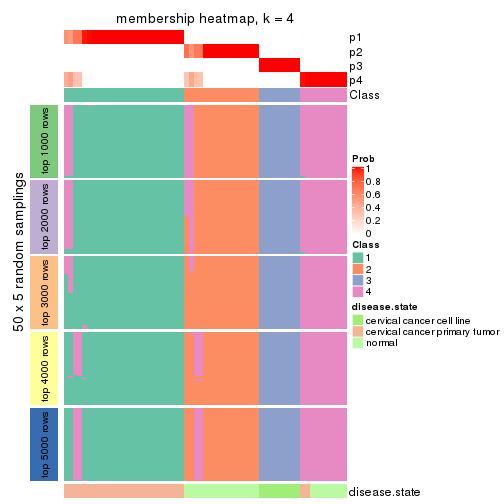 membership heatmap, k = 4
p1
p2
p3
p4
Class
50 x 5 random samplings
top 1000 rows
top 2000 rows
top 3000 rows
top 4000 rows
top 5000 rows
Prob
1
0.8
0.6
0.4
0.2
0
Class
1
2
3
4
disease.state
cervical cancer cell line
cervical cancer primary tumor
normal
disease.state